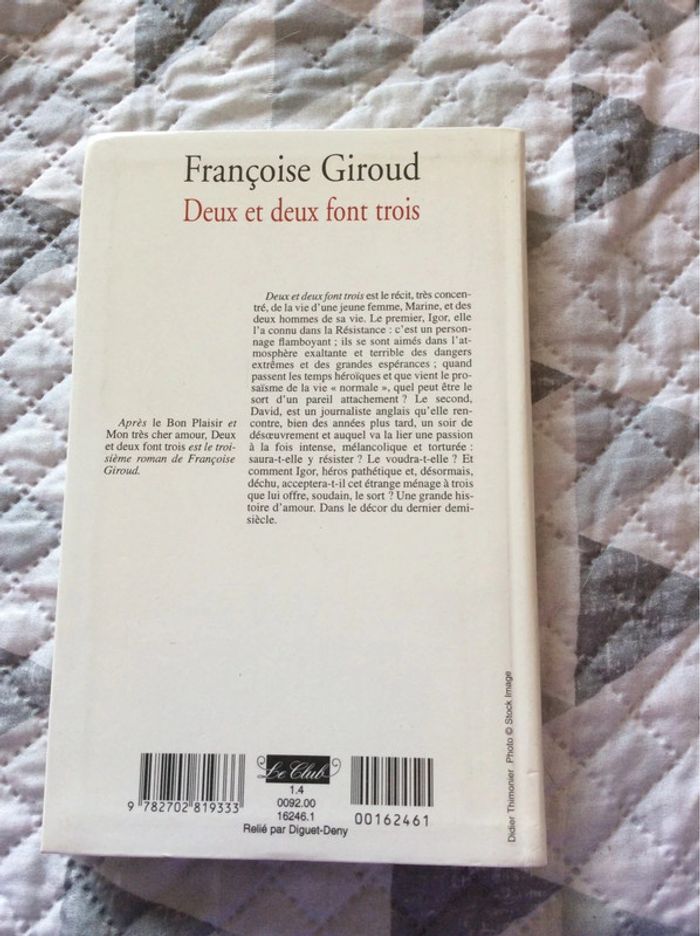 Françoise Giroud
Deux et deux font trois
Deux et deux font trois est le récit, très concen-
tré, de la vie d'une jeune femme, Marine, et des
deux hommes de sa vie. Le premier, Igor, elle
l'a connu dans la Résistance : c'est un person-
nage flamboyant ; ils se sont aimés dans l'at-
mosphère exaltante et terrible des dangers
extrêmes et des grandes espérances ; quand
passent les temps héroïques et que vient le pro-
saïsme de la vie « normale », quel peut être le
sort d'un pareil attachement ? Le second,
David, est un journaliste anglais qu'elle ren-
contre, bien des années plus tard, un soir de
désœuvrement et auquel va la lier une passion
à la fois intense, mélancolique et torturée :
saura-t-elle y résister ? Le voudra-t-elle ? Et
comment Igor, héros pathétique et, désormais,
déchu, acceptera-t-il cet étrange ménage à trois
que lui offre, soudain, le sort ? Une grande his-
toire d'amour. Dans le décor du dernier demi-
siècle.
Après le Bon Plaisir et
Mon très cher amour, Deux
et deux font trois est le troi-
sième roman de Françoise
Giroud.
Le Club
1.4
0092.00
16246.1
Relié par Diguet-Deny
9 782702 819333
00162461
Didier Thimonier . Photo © Stock Image